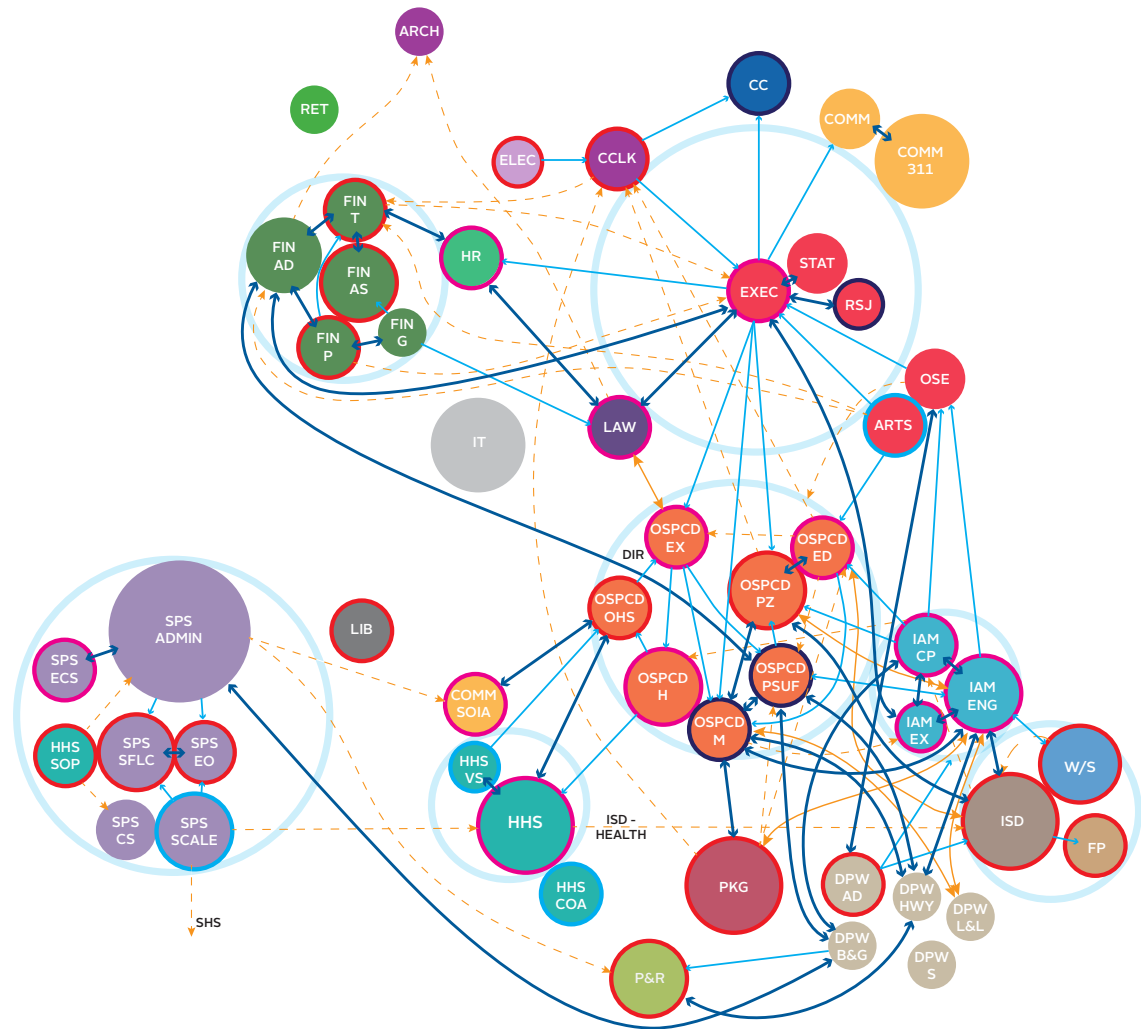 ARCH
RET
CC
COMM
COMM
311
ELEC
CCLK
FIN
T
FIN
AD
FIN
AS
FIN
G
FIN
P
HR
STAT
EXEC
RSJ
OSE
ARTS
LAW
IT
OSPCD
EX
DIR
OSPCD
ED
OSPCD
PZ
OSPCD
OHS
OSPCD
H
OSPCD
PSUF
OSPCD
M
IAM
CP
IAM
ENG
IAM
EX
SPS
ADMIN
LIB
SPS
ECS
COMM
SOIA
HHS
SOP
SPS
SFLC
SPS
EO
HHS
VS
W/S
SPS
CS
SPS
SCALE
HHS
ISD -
HEALTH
ISD
FP
PKG
HHS
COA
DPW
AD
DPW
HWY
DPW
L&L
SHS
DPW
B&G
DPW
S
P&R